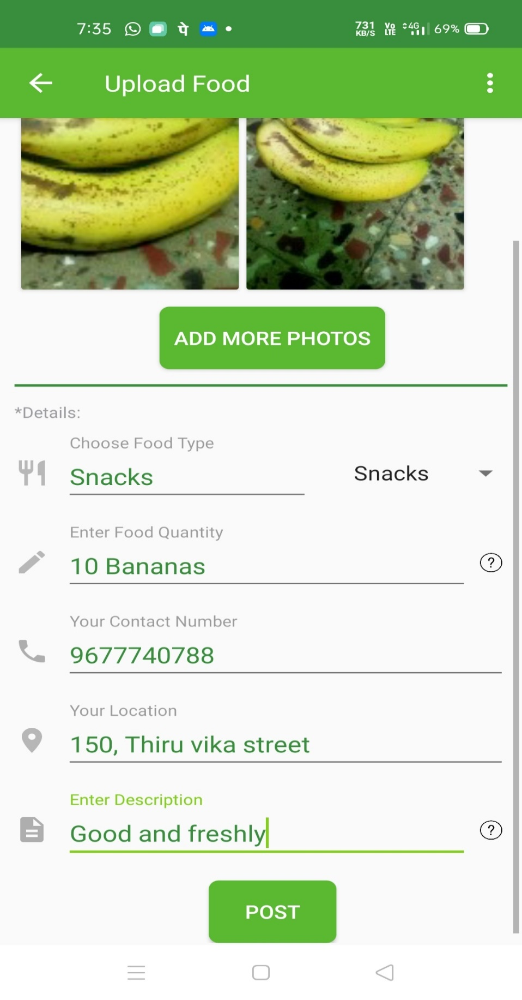 7:35 पे 731 KB/S Vo LTE 4G 69%
Upload Food
ADD MORE PHOTOS
*Details:
Choose Food Type
Snacks Snacks
Enter Food Quantity
10 Bananas ?
Your Contact Number
9677740788
Your Location
150, Thiru vika street
Enter Description
Good and freshly ?
POST